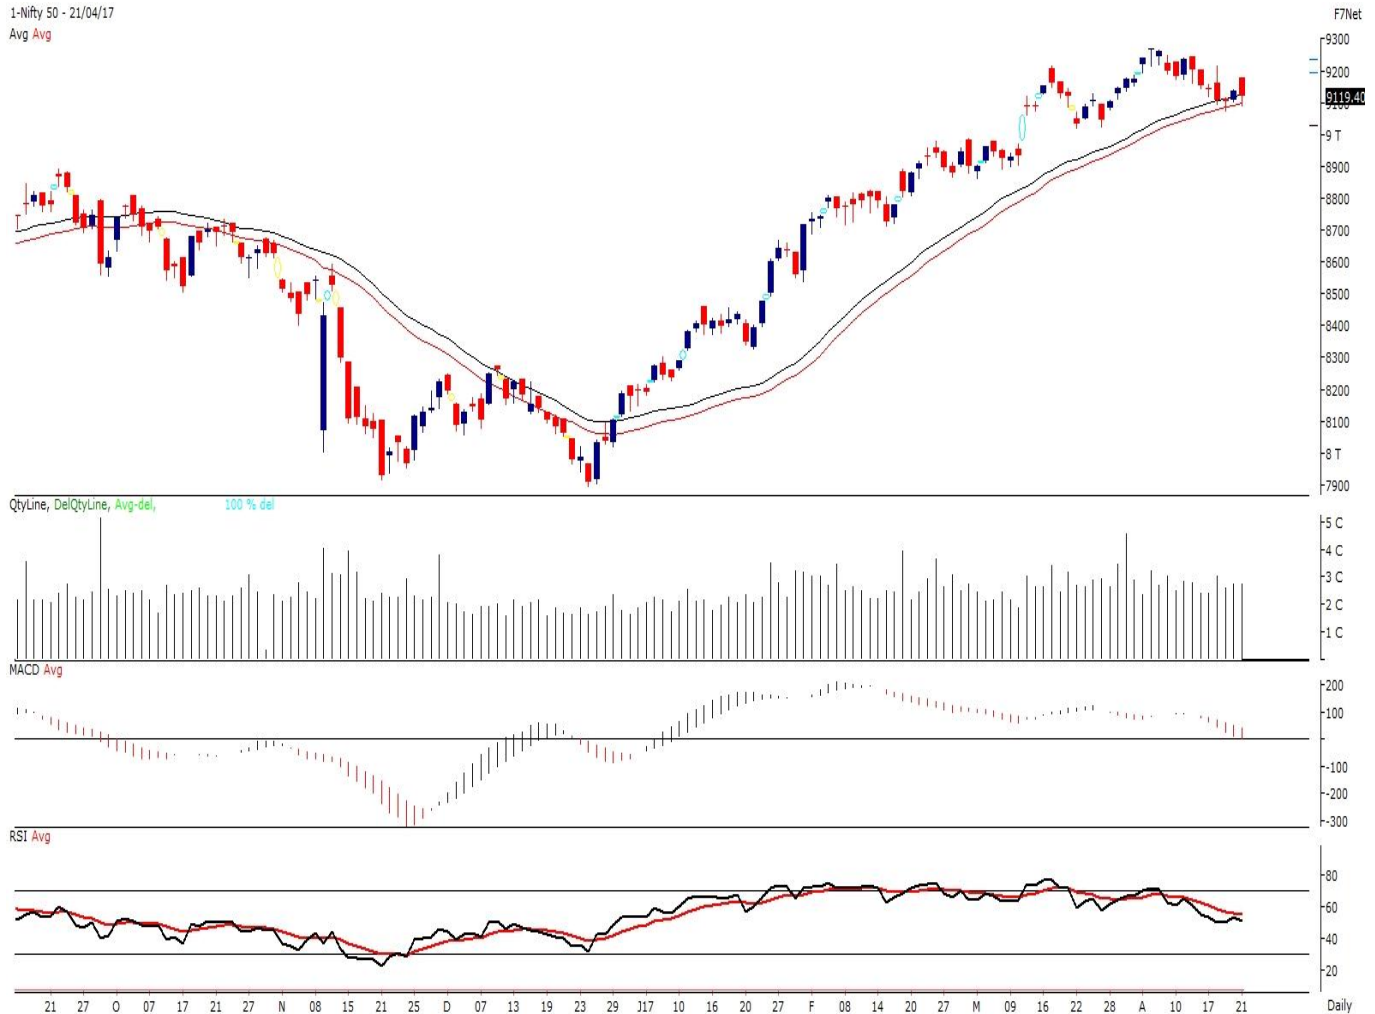 1-Nifty 50 - 21/04/17
F7Net
Avg Avg
9300
9200
9119.40
9100
9 T
8900
8800
8700
8600
8500
8400
8300
8200
8100
8 T
7900
QtyLine, DelQtyLine, Avg-del, 100 % del
5 C
4 C
3 C
2 C
1 C
MACD Avg
200
100
-100
-200
-300
RSI Avg
80
60
40
20
21 27 O 07 17 21 27 N 08 15 21 25 D 07 13 19 23 29 J17 10 16 20 27 F 08 14 20 27 M 09 16 22 28 A 10 17 21 Daily